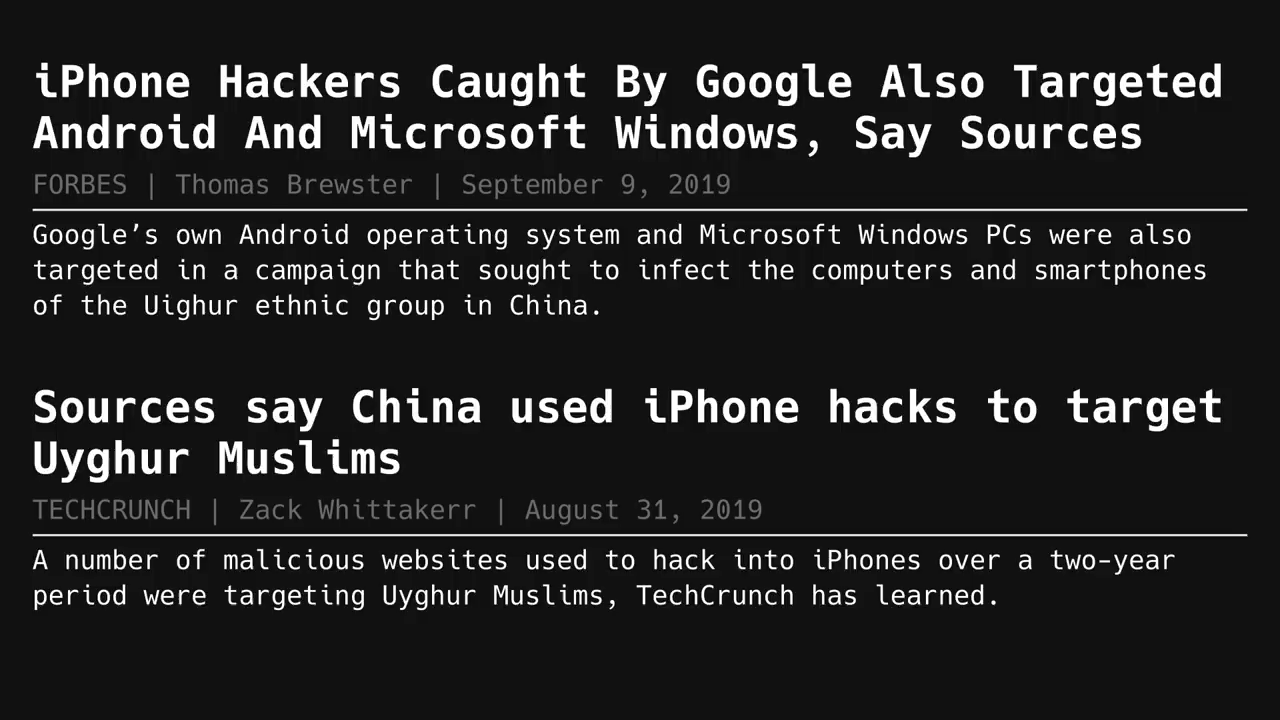 iPhone Hackers Caught By Google Also Targeted
Android And Microsoft Windows, Say Sources
FORBES | Thomas Brewster | September 9, 2019
Google’s own Android operating system and Microsoft Windows PCs were also
targeted in a campaign that sought to infect the computers and smartphones
of the Uighur ethnic group in China.
Sources say China used iPhone hacks to target
Uyghur Muslims
TECHCRUNCH | Zack Whittakerr | August 31, 2019
A number of malicious websites used to hack into iPhones over a two-year
period were targeting Uyghur Muslims, TechCrunch has learned.